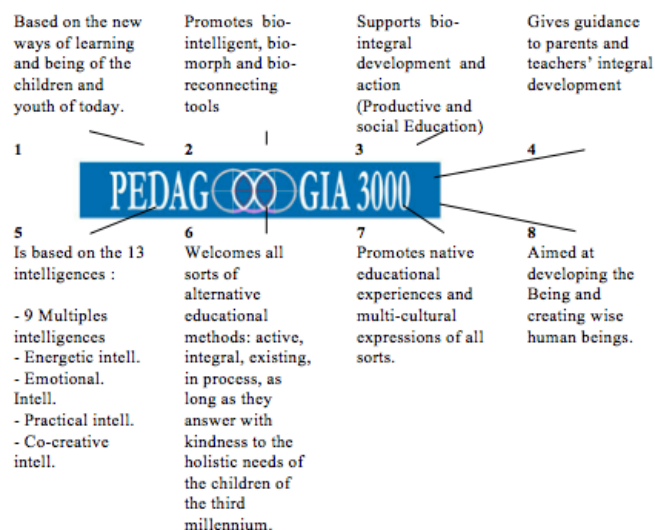 Based on the new
ways of learning
and being of the
children and
youth of today.
Promotes bio-
intelligent, bio-
morph and bio-
reconnecting
tools
Supports bio-
integral
development and
action
(Productive and
social Education)
Gives guidance
to parents and
teachers' integral
development
1
2
3
4
PEDAGOOGIA 3000
5
Is based on the 13
intelligences :
- 9 Multiples
intelligences
- Energetic intell.
- Emotional.
Intell.
- Practical intell.
- Co-creative
intell.
6
Welcomes all
sorts of
alternative
educational
methods: active,
integral, existing,
in process, as
long as they
answer with
kindness to the
holistic needs of
the children of
the third
millennium.
7
Promotes native
educational
experiences and
multi-cultural
expressions of all
sorts.
8
Aimed at
developing the
Being and
creating wise
human beings.